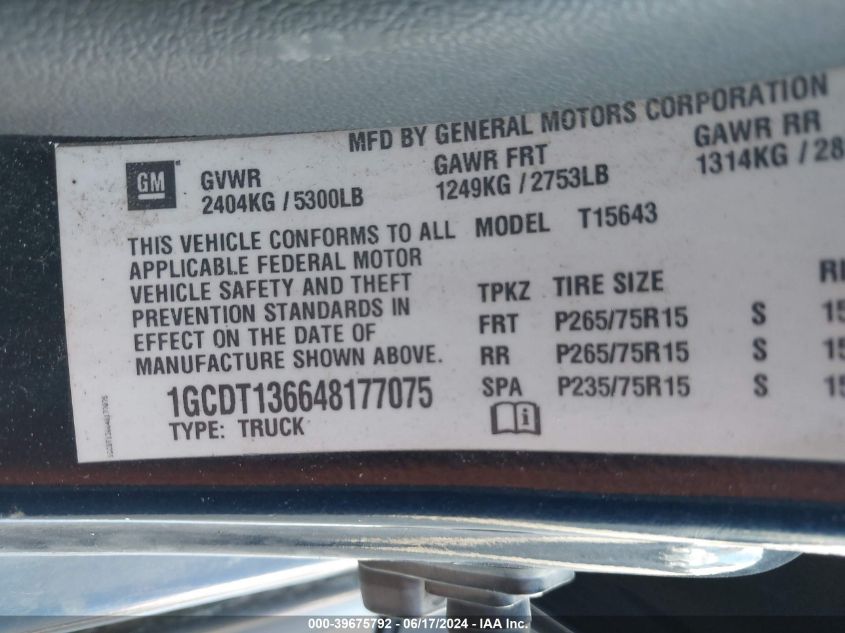 MFD BY GENERAL MOTORS CORPORATION
GM
GVWR
2404KG / 5300LB
GAWR FRT
1249KG / 2753LB
GAWR RR
1314KG / 28
THIS VEHICLE CONFORMS TO ALL
APPLICABLE FEDERAL MOTOR
VEHICLE SAFETY AND THEFT
PREVENTION STANDARDS IN
EFFECT ON THE DATE OF
MANUFACTURE SHOWN ABOVE.
1GCDT136648177075
TYPE: TRUCK
MODEL T15643
TPKZ TIRE SIZE
FRT P265/75R15 S 15
RR P265/75R15 S 15
SPA P235/75R15 S 15
000-39675792 - 06/17/2024 - IAA Inc.